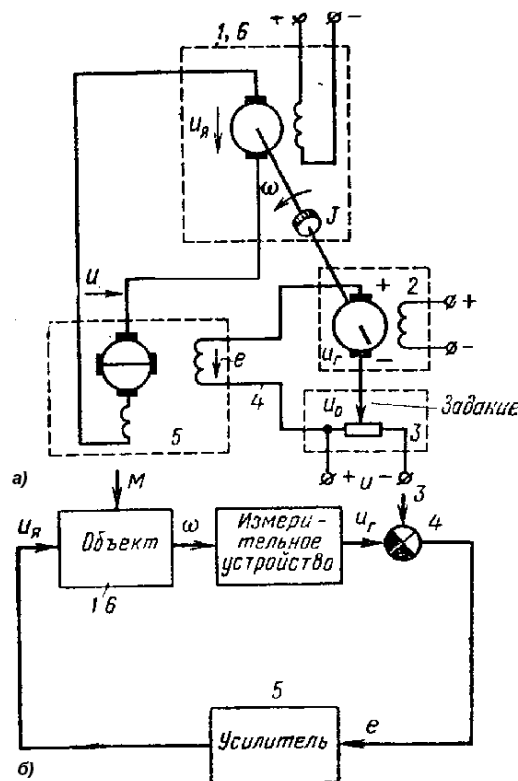 + −
1, 6
uя
ω
J
u
+ 2
+
−
uг −
e
4
5
u₀
Задание
3
+ u −
а)
M
3
uя
Объект
ω
Измери-
тельное
устройство
uг
4
1,6
5
Усилитель
e
б)